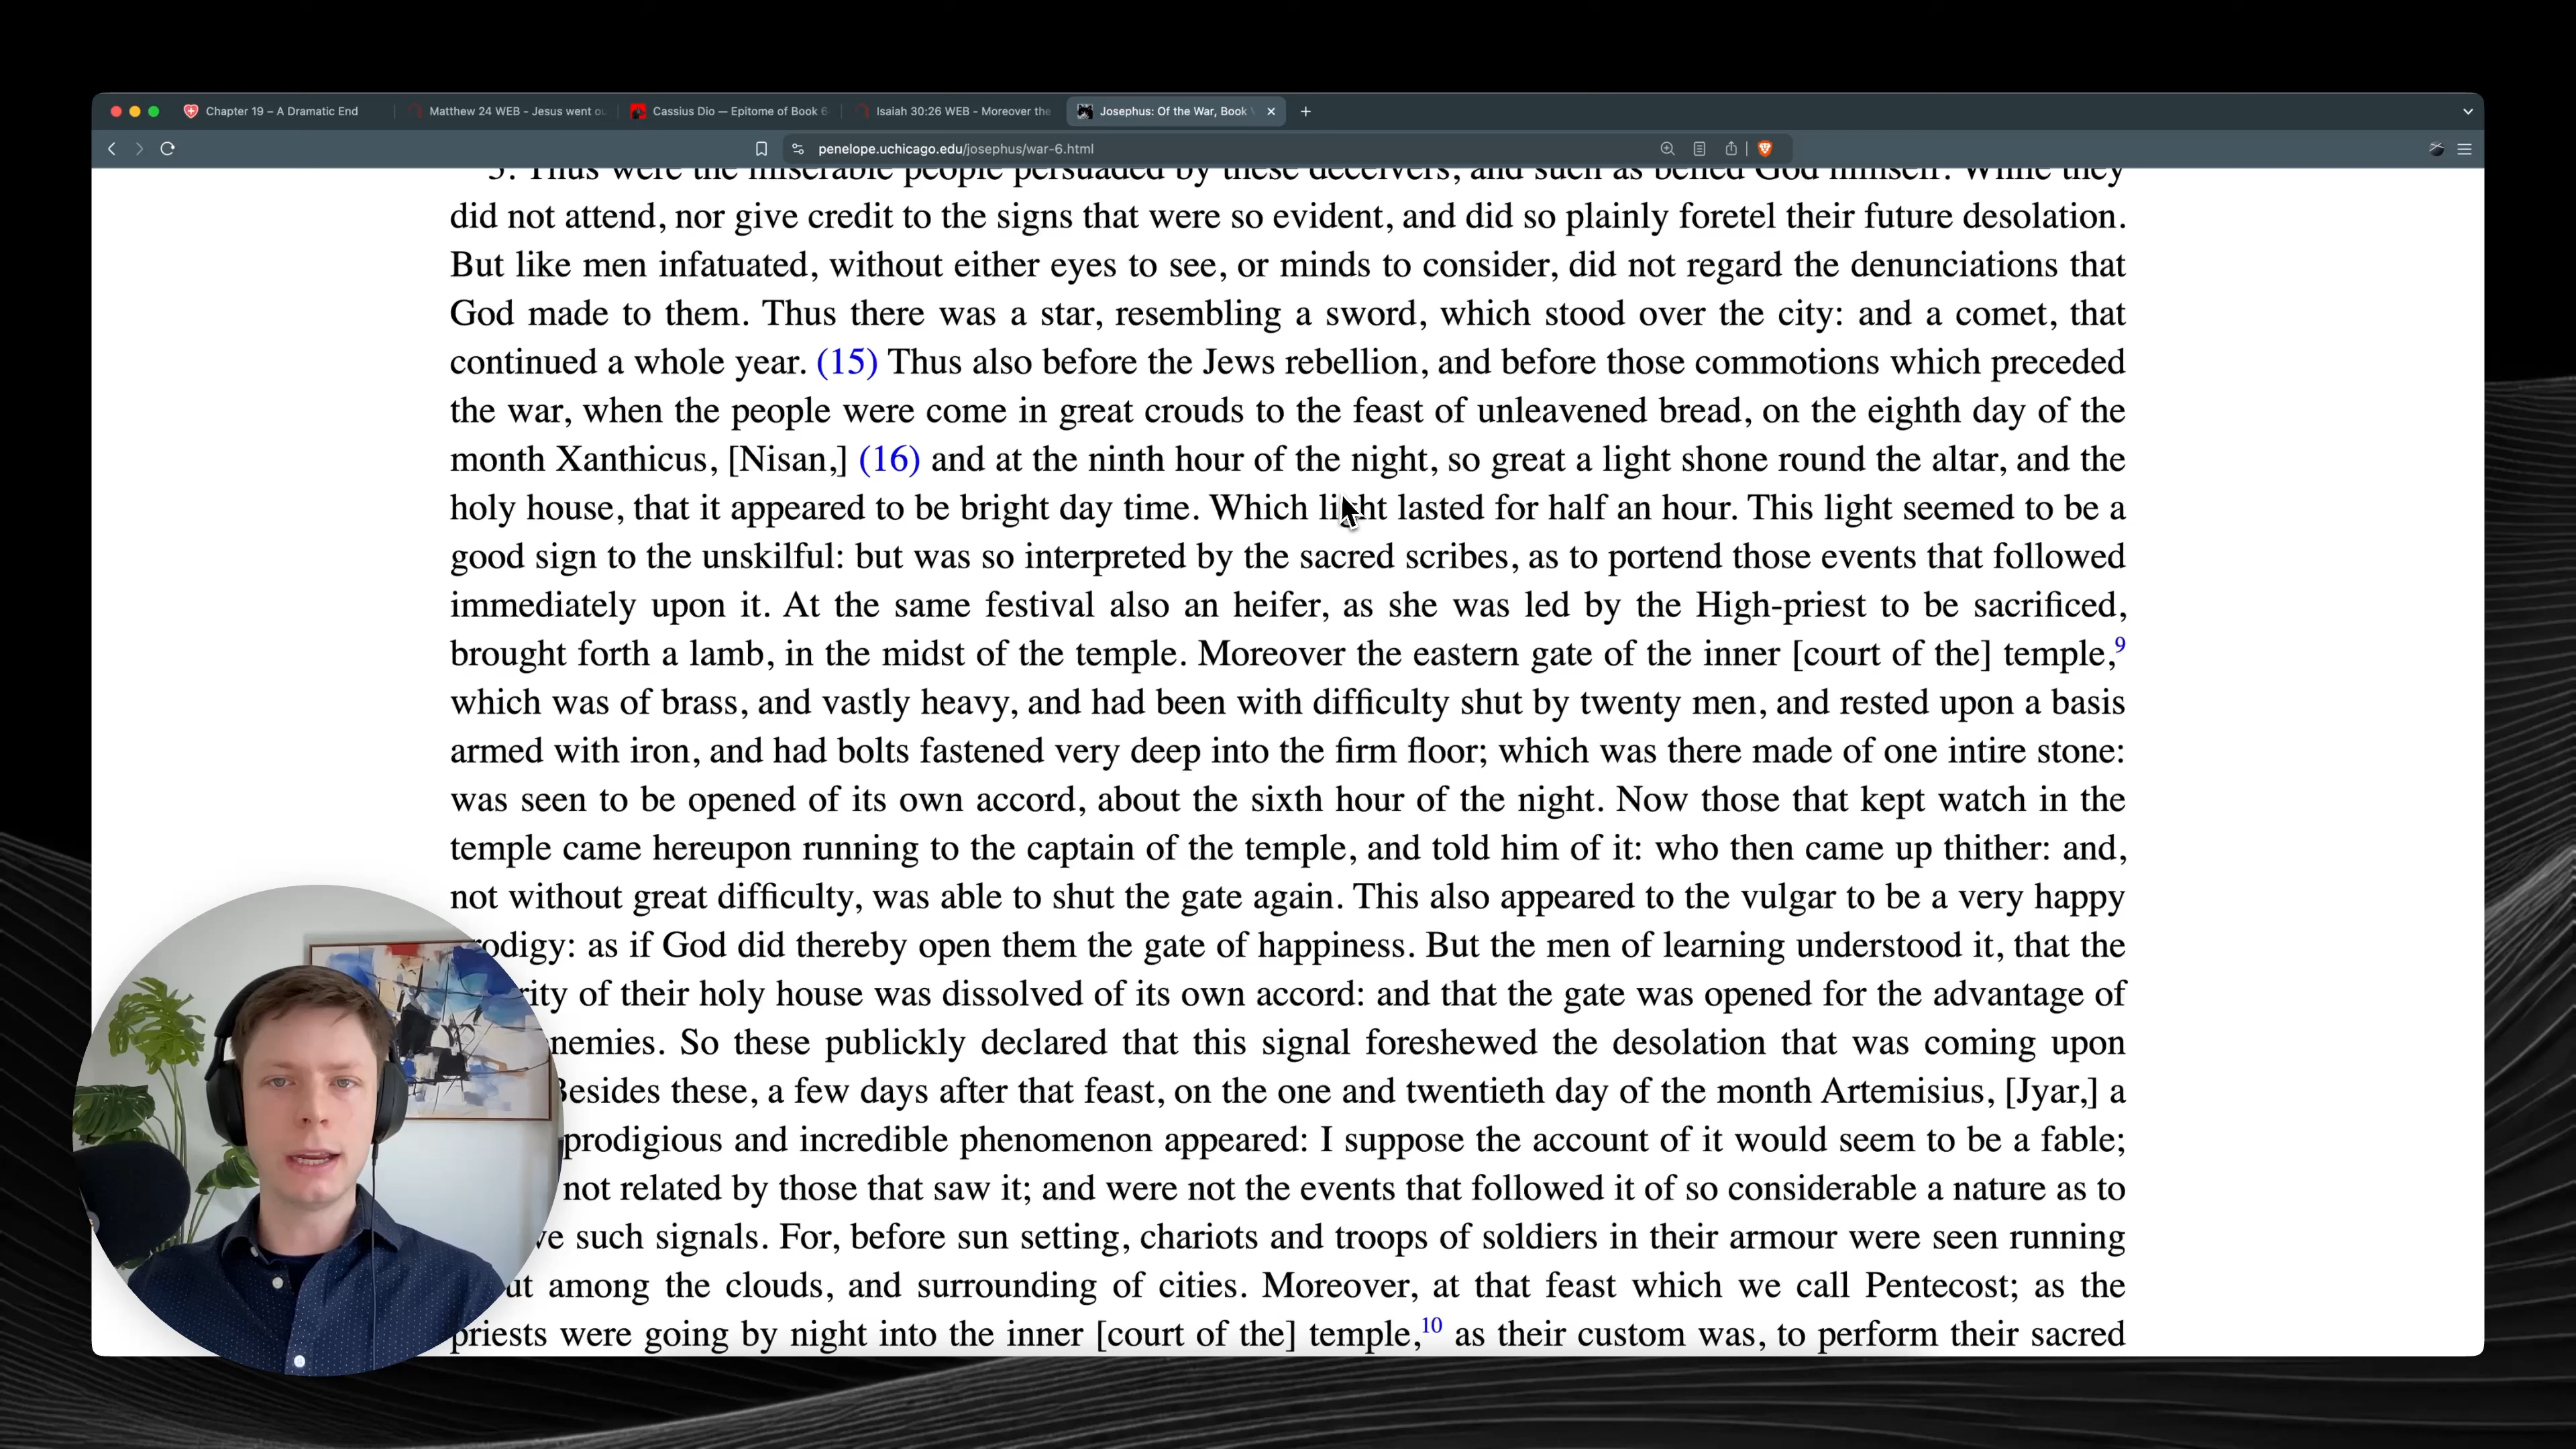 Chapter 19 – A Dramatic End
Matthew 24 WEB - Jesus went ou
Cassius Dio — Epitome of Book 6
Isaiah 30:26 WEB - Moreover the
Josephus: Of the War, Book V
penelope.uchicago.edu/josephus/war-6.html
5. Thus were the miserable people persuaded by these deceivers, and such as belied God himself. While they
did not attend, nor give credit to the signs that were so evident, and did so plainly foretel their future desolation.
But like men infatuated, without either eyes to see, or minds to consider, did not regard the denunciations that
God made to them. Thus there was a star, resembling a sword, which stood over the city: and a comet, that
continued a whole year. (15) Thus also before the Jews rebellion, and before those commotions which preceded
the war, when the people were come in great crouds to the feast of unleavened bread, on the eighth day of the
month Xanthicus, [Nisan,] (16) and at the ninth hour of the night, so great a light shone round the altar, and the
holy house, that it appeared to be bright day time. Which light lasted for half an hour. This light seemed to be a
good sign to the unskilful: but was so interpreted by the sacred scribes, as to portend those events that followed
immediately upon it. At the same festival also an heifer, as she was led by the High-priest to be sacrificed,
brought forth a lamb, in the midst of the temple. Moreover the eastern gate of the inner [court of the] temple,9
which was of brass, and vastly heavy, and had been with difficulty shut by twenty men, and rested upon a basis
armed with iron, and had bolts fastened very deep into the firm floor; which was there made of one intire stone:
was seen to be opened of its own accord, about the sixth hour of the night. Now those that kept watch in the
temple came hereupon running to the captain of the temple, and told him of it: who then came up thither: and,
not without great difficulty, was able to shut the gate again. This also appeared to the vulgar to be a very happy
rodigy: as if God did thereby open them the gate of happiness. But the men of learning understood it, that the
rity of their holy house was dissolved of its own accord: and that the gate was opened for the advantage of
nemies. So these publickly declared that this signal foreshewed the desolation that was coming upon
Besides these, a few days after that feast, on the one and twentieth day of the month Artemisius, [Jyar,] a
prodigious and incredible phenomenon appeared: I suppose the account of it would seem to be a fable;
not related by those that saw it; and were not the events that followed it of so considerable a nature as to
ve such signals. For, before sun setting, chariots and troops of soldiers in their armour were seen running
ut among the clouds, and surrounding of cities. Moreover, at that feast which we call Pentecost; as the
priests were going by night into the inner [court of the] temple,10 as their custom was, to perform their sacred